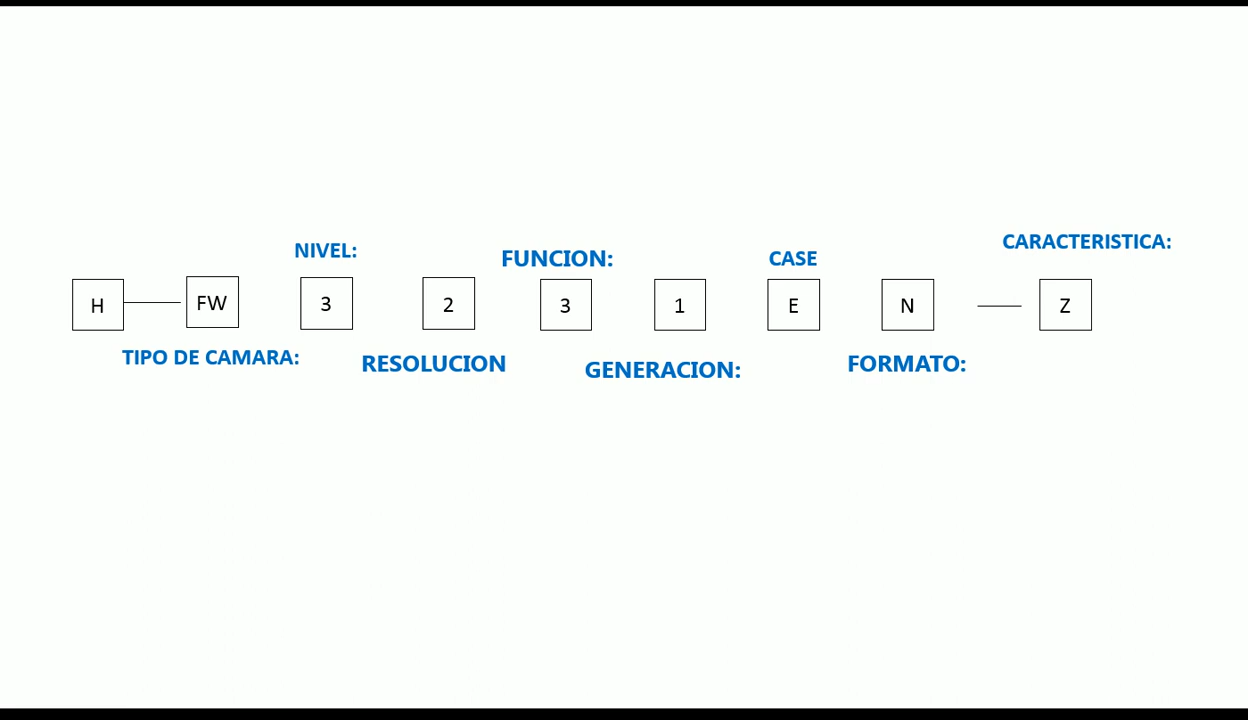 CARACTERISTICA:
NIVEL:
FUNCION:
CASE
H FW 3 2 3 1 E N Z
TIPO DE CAMARA:
RESOLUCION
GENERACION:
FORMATO: